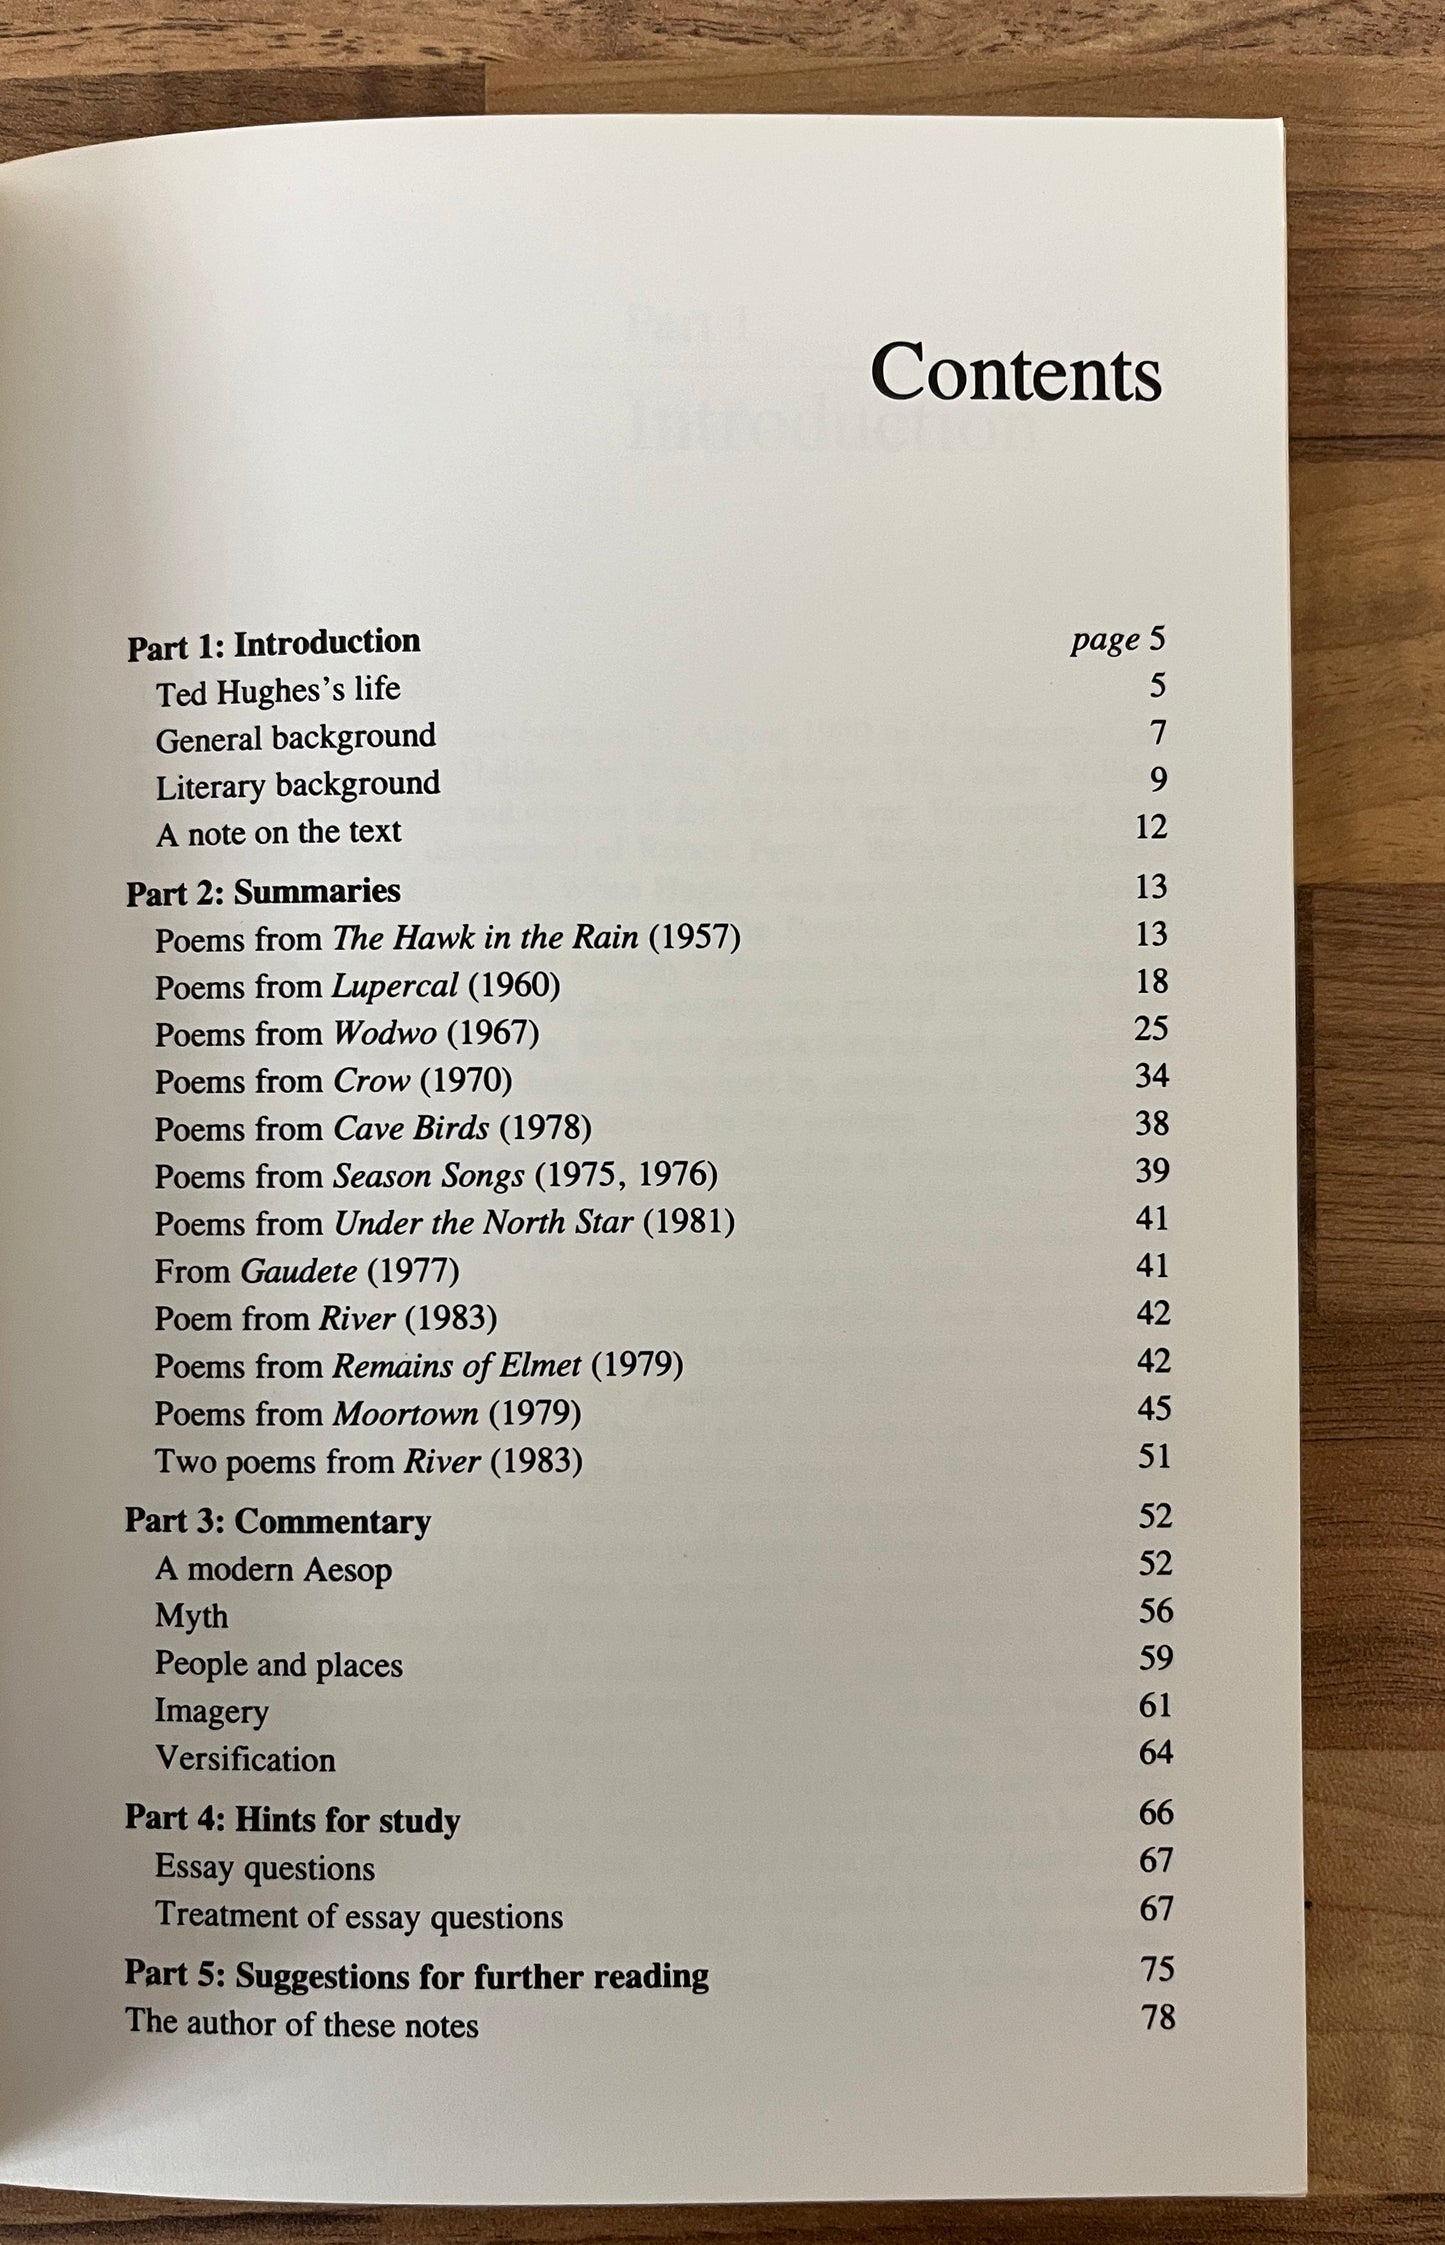 Contents
Part 1: Introduction page 5
Ted Hughes's life 5
General background 7
Literary background 9
A note on the text 12
Part 2: Summaries 13
Poems from The Hawk in the Rain (1957) 13
Poems from Lupercal (1960) 18
Poems from Wodwo (1967) 25
Poems from Crow (1970) 34
Poems from Cave Birds (1978) 38
Poems from Season Songs (1975, 1976) 39
Poems from Under the North Star (1981) 41
From Gaudete (1977) 41
Poem from River (1983) 42
Poems from Remains of Elmet (1979) 42
Poems from Moortown (1979) 45
Two poems from River (1983) 51
Part 3: Commentary 52
A modern Aesop 52
Myth 56
People and places 59
Imagery 61
Versification 64
Part 4: Hints for study 66
Essay questions 67
Treatment of essay questions 67
Part 5: Suggestions for further reading 75
The author of these notes 78